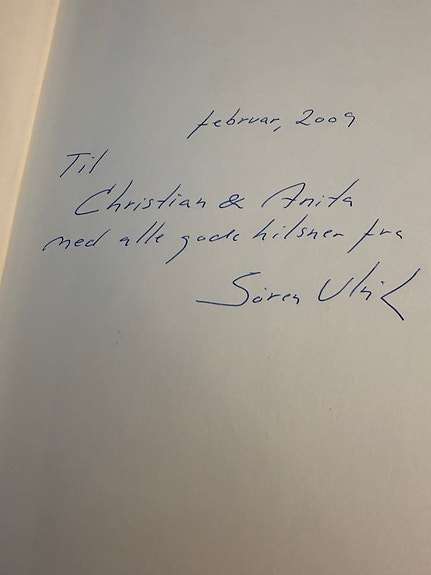 februar, 2009
Til
Christian & Anita
med alle gode hilsner fra
Søren Ulrik